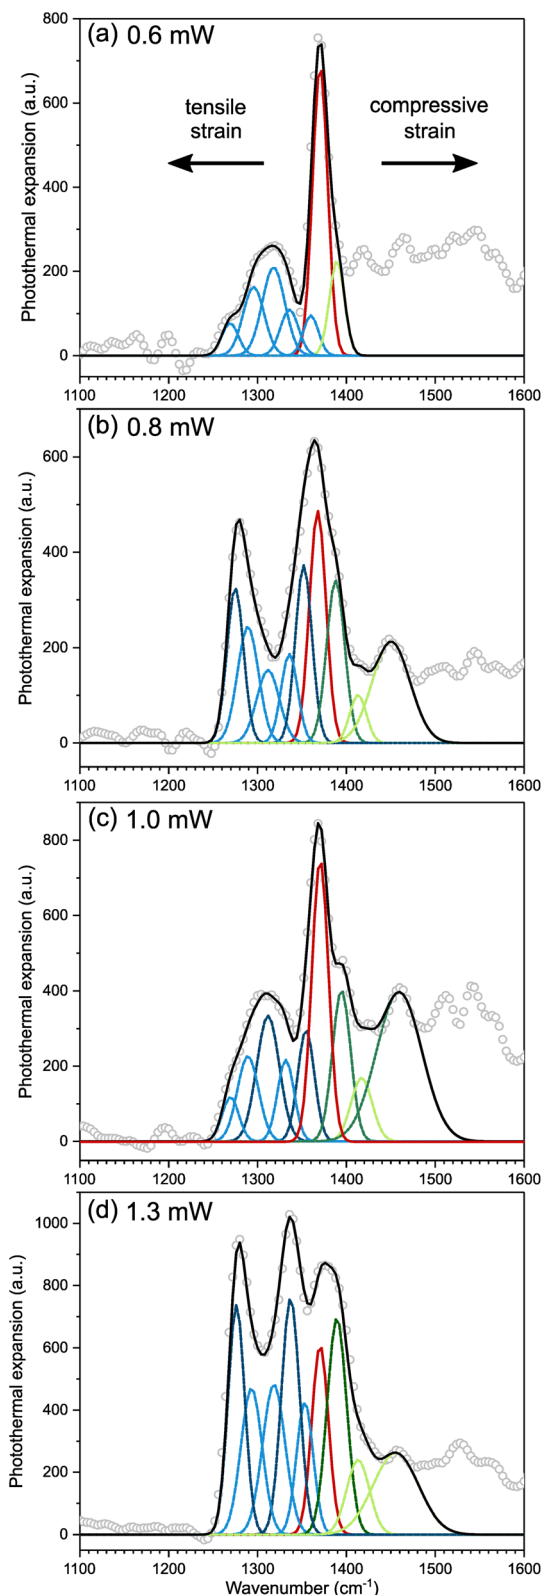 (a) 0.6 mW
tensile
strain
compressive
strain
Photothermal expansion (a.u.)
800
600
400
200
0
1100 1200 1300 1400 1500 1600
(b) 0.8 mW
Photothermal expansion (a.u.)
600
400
200
0
1100 1200 1300 1400 1500 1600
(c) 1.0 mW
Photothermal expansion (a.u.)
800
600
400
200
0
1100 1200 1300 1400 1500 1600
(d) 1.3 mW
Photothermal expansion (a.u.)
1000
800
600
400
200
0
1100 1200 1300 1400 1500 1600
Wavenumber (cm⁻¹)